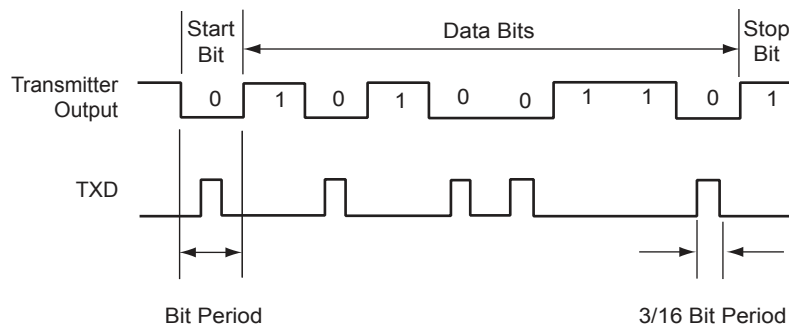 Start
Bit
Data Bits
Stop
Bit
Transmitter
Output
0 1 0 1 0 0 1 1 0 1
TXD
Bit Period
3/16 Bit Period